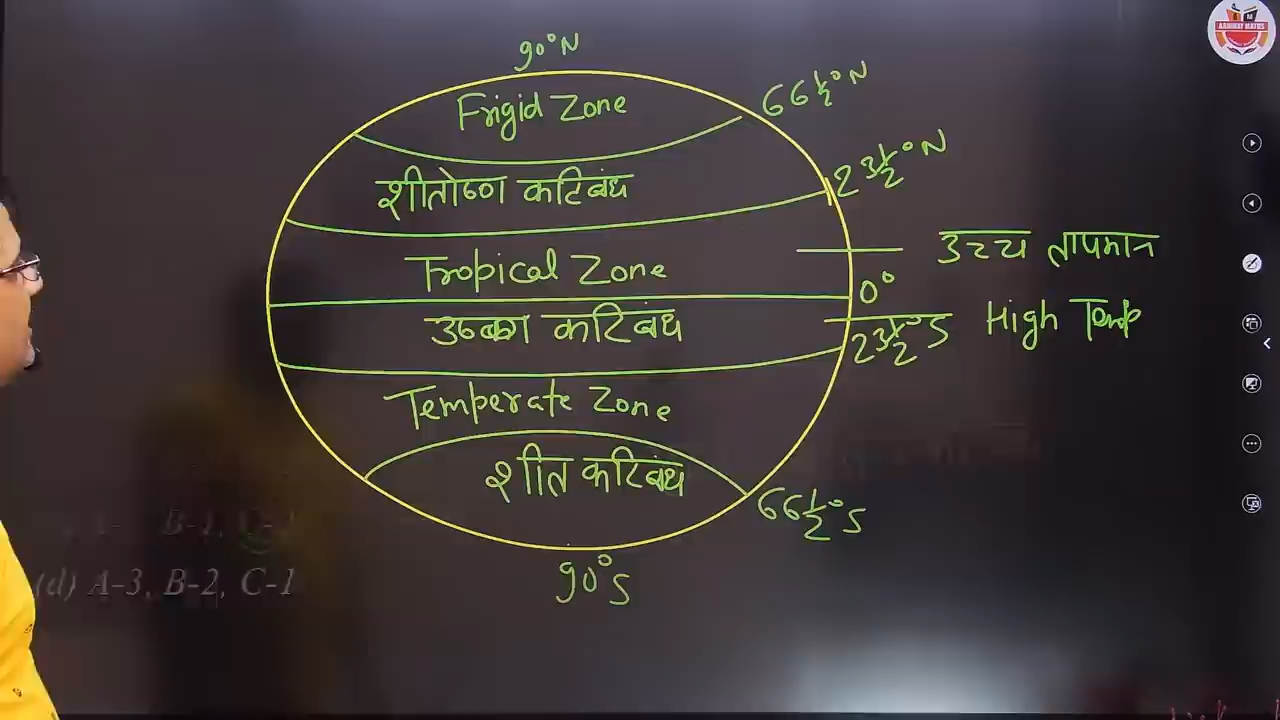 90°N
Frigid Zone
66½°N
शीतोष्ण कटिबंध
23½°N
Tropical Zone
उच्च तापमान
0°
उष्ण कटिबंध
High Temp
23½°S
Temperate Zone
शीत कटिबंध
66½°S
90°S
B-1,
(d) A-3, B-2, C-1